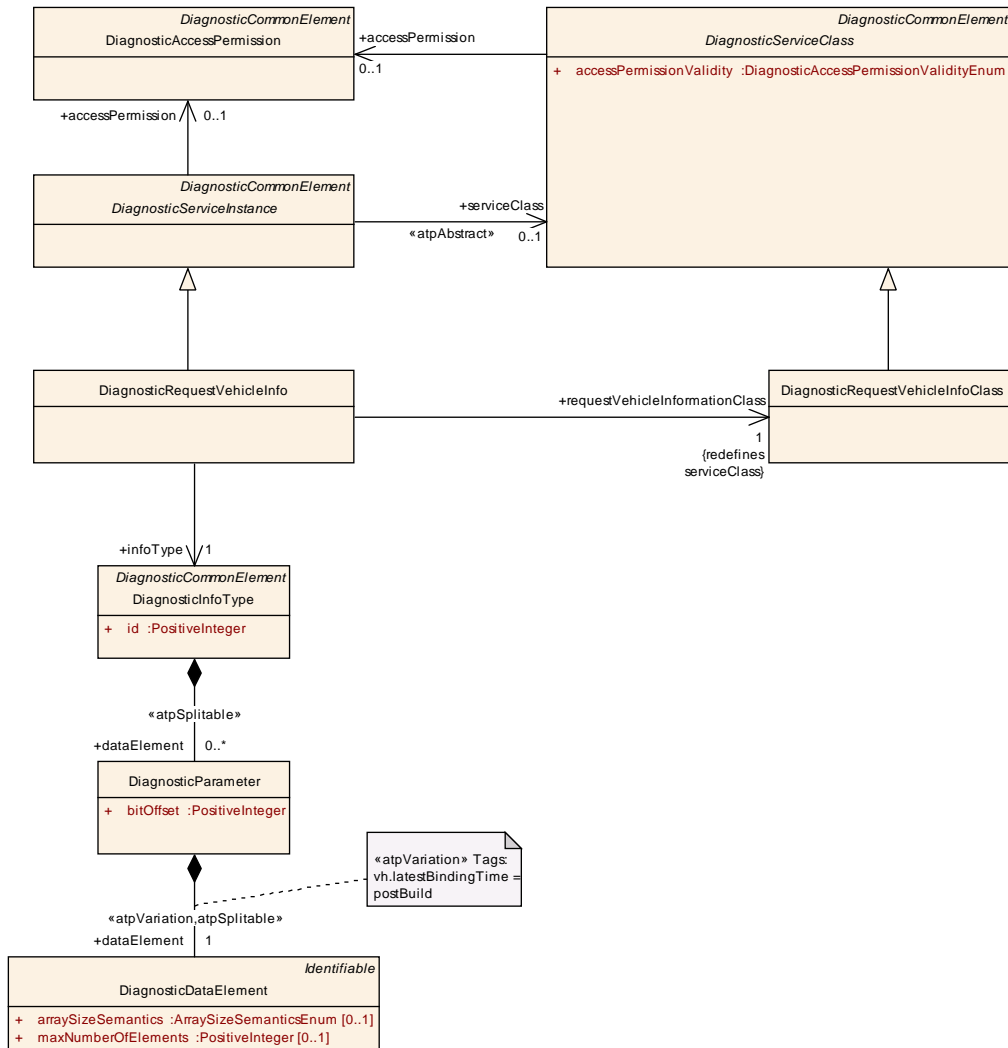 DiagnosticCommonElement
DiagnosticAccessPermission
+accessPermission
0..1
DiagnosticCommonElement
DiagnosticServiceClass
+ accessPermissionValidity :DiagnosticAccessPermissionValidityEnum
+accessPermission
0..1
DiagnosticCommonElement
DiagnosticServiceInstance
+serviceClass
«atpAbstract»
0..1
DiagnosticRequestVehicleInfo
+requestVehicleInformationClass
1
{redefines
serviceClass}
DiagnosticRequestVehicleInfoClass
+infoType
1
DiagnosticCommonElement
DiagnosticInfoType
+ id :PositiveInteger
«atpSplitable»
+dataElement
0..*
DiagnosticParameter
+ bitOffset :PositiveInteger
«atpVariation» Tags:
vh.latestBindingTime =
postBuild
«atpVariation,atpSplitable»
+dataElement
1
Identifiable
DiagnosticDataElement
+ arraySizeSemantics :ArraySizeSemanticsEnum [0..1]
+ maxNumberOfElements :PositiveInteger [0..1]